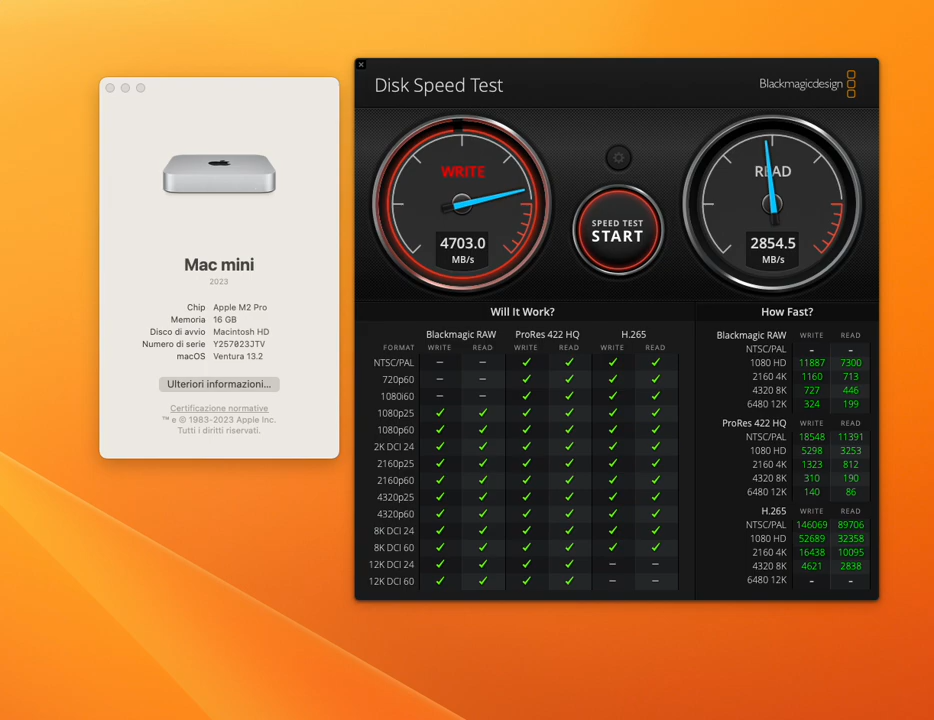 Mac mini
2023
Chip Apple M2 Pro
Memoria 16 GB
Disco di avvio Macintosh HD
Numero di serie Y257023JTV
macOS Ventura 13.2
Ulteriori informazioni...
Certificazione normative
™ e © 1983-2023 Apple Inc.
Tutti i diritti riservati.
Disk Speed Test
Blackmagicdesign
WRITE
4703.0
MB/s
SPEED TEST
START
READ
2854.5
MB/s
Will It Work?
Blackmagic RAW ProRes 422 HQ H.265
FORMAT WRITE READ WRITE READ WRITE READ
NTSC/PAL – – ✓ ✓ ✓ ✓
720p60 – – ✓ ✓ ✓ ✓
1080i60 – – ✓ ✓ ✓ ✓
1080p25 ✓ ✓ ✓ ✓ ✓ ✓
1080p60 ✓ ✓ ✓ ✓ ✓ ✓
2K DCI 24 ✓ ✓ ✓ ✓ ✓ ✓
2160p25 ✓ ✓ ✓ ✓ ✓ ✓
2160p60 ✓ ✓ ✓ ✓ ✓ ✓
4320p25 ✓ ✓ ✓ ✓ ✓ ✓
4320p60 ✓ ✓ ✓ ✓ ✓ ✓
8K DCI 24 ✓ ✓ ✓ ✓ ✓ ✓
8K DCI 60 ✓ ✓ ✓ ✓ ✓ ✓
12K DCI 24 ✓ ✓ ✓ ✓ – –
12K DCI 60 ✓ ✓ ✓ ✓ – –
How Fast?
Blackmagic RAW WRITE READ
NTSC/PAL – –
1080 HD 11887 7300
2160 4K 1160 713
4320 8K 727 446
6480 12K 324 199
ProRes 422 HQ WRITE READ
NTSC/PAL 18548 11391
1080 HD 5298 3253
2160 4K 1323 812
4320 8K 310 190
6480 12K 140 86
H.265 WRITE READ
NTSC/PAL 146069 89706
1080 HD 52689 32358
2160 4K 16438 10095
4320 8K 4621 2838
6480 12K – –